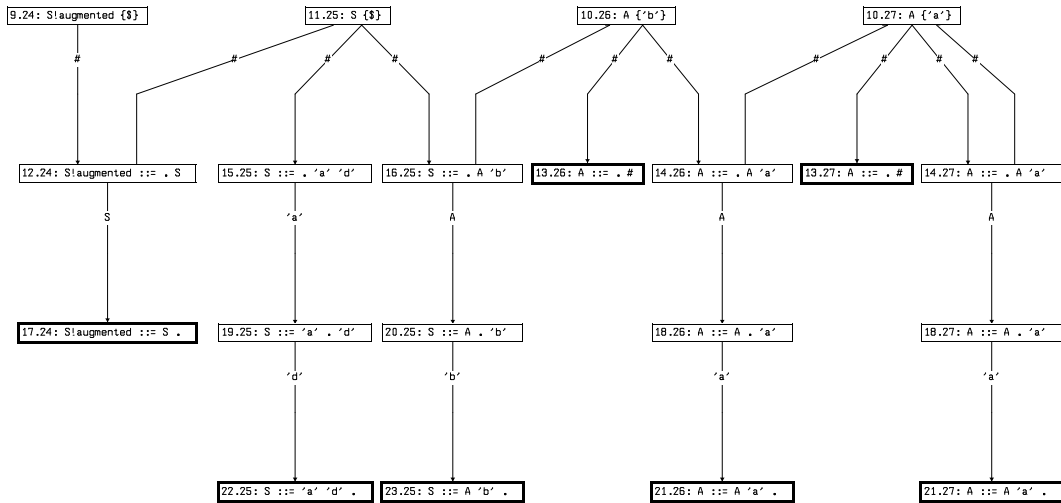 9.24: S!augmented {$}
11.25: S {$}
10.26: A {'b'}
10.27: A {'a'}
#
#
#
#
#
#
#
#
#
#
#
12.24: S!augmented ::= . S
15.25: S ::= . 'a' 'd'
16.25: S ::= . A 'b'
13.26: A ::= . #
14.26: A ::= . A 'a'
13.27: A ::= . #
14.27: A ::= . A 'a'
S
'a'
A
A
A
17.24: S!augmented ::= S .
19.25: S ::= 'a' . 'd'
20.25: S ::= A . 'b'
18.26: A ::= A . 'a'
18.27: A ::= A . 'a'
'd'
'b'
'a'
'a'
22.25: S ::= 'a' 'd' .
23.25: S ::= A 'b' .
21.26: A ::= A 'a' .
21.27: A ::= A 'a' .